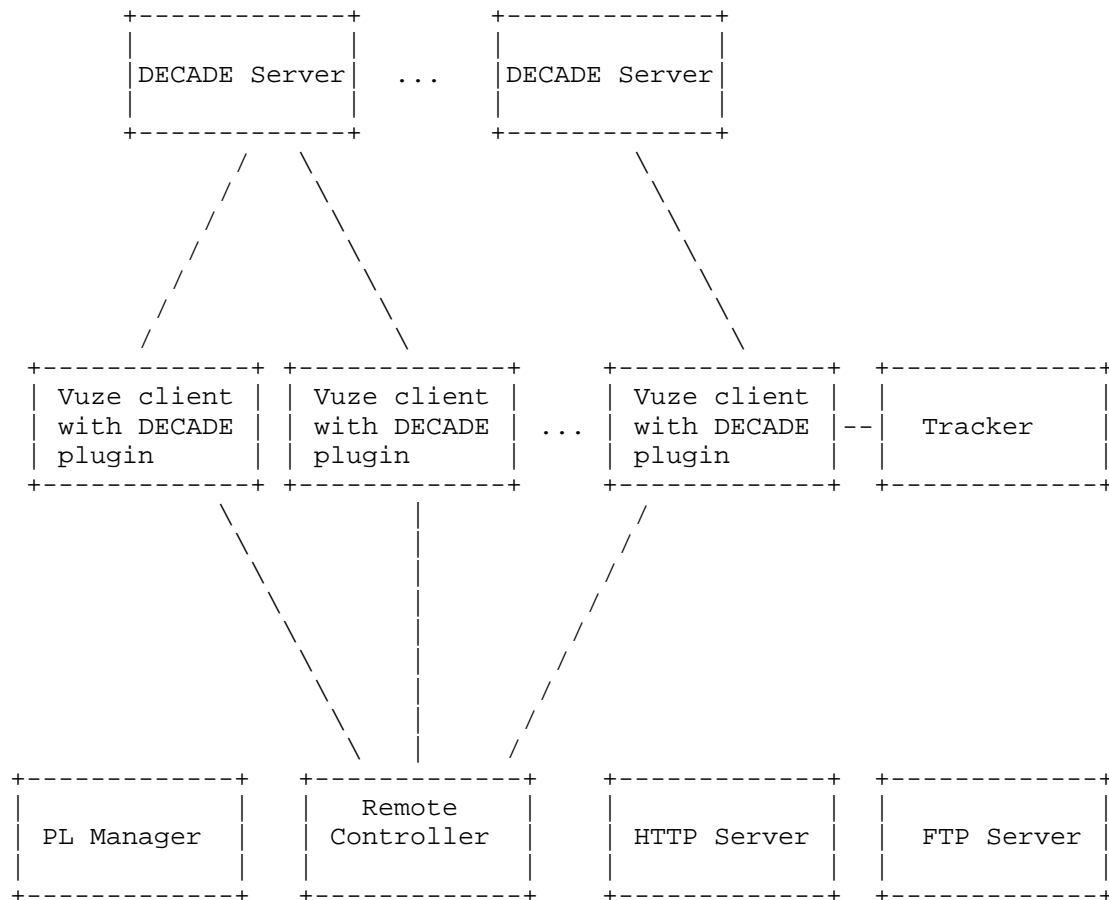 DECADE Server ... DECADE Server
Vuze client Vuze client Vuze client
with DECADE with DECADE ... with DECADE -- Tracker
plugin plugin plugin
Remote
PL Manager Controller HTTP Server FTP Server